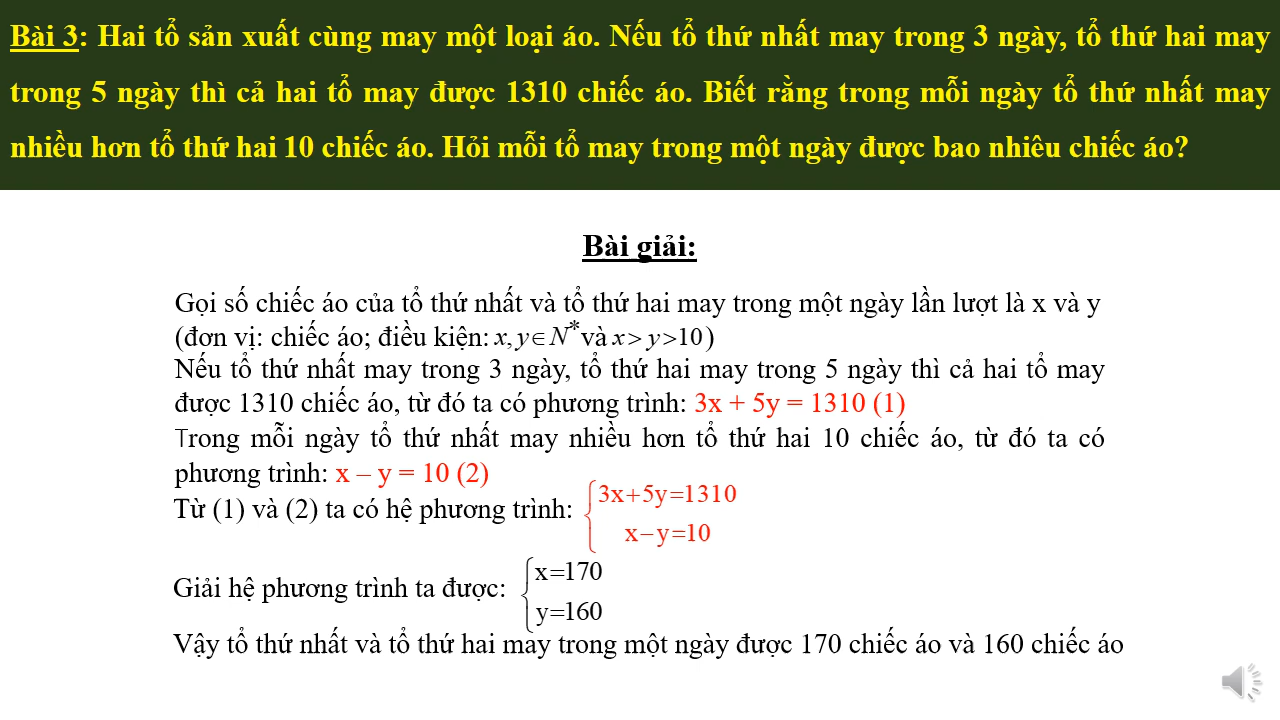 Bài 3: Hai tổ sản xuất cùng may một loại áo. Nếu tổ thứ nhất may trong 3 ngày, tổ thứ hai may
trong 5 ngày thì cả hai tổ may được 1310 chiếc áo. Biết rằng trong mỗi ngày tổ thứ nhất may
nhiều hơn tổ thứ hai 10 chiếc áo. Hỏi mỗi tổ may trong một ngày được bao nhiêu chiếc áo?
Bài giải:
Gọi số chiếc áo của tổ thứ nhất và tổ thứ hai may trong một ngày lần lượt là x và y
(đơn vị: chiếc áo; điều kiện: x, y∈N* và x>y>10)
Nếu tổ thứ nhất may trong 3 ngày, tổ thứ hai may trong 5 ngày thì cả hai tổ may
được 1310 chiếc áo, từ đó ta có phương trình: 3x + 5y = 1310 (1)
Trong mỗi ngày tổ thứ nhất may nhiều hơn tổ thứ hai 10 chiếc áo, từ đó ta có
phương trình: x – y = 10 (2)
Từ (1) và (2) ta có hệ phương trình: {3x+5y=1310
x−y=10
Giải hệ phương trình ta được: {x=170
y=160
Vậy tổ thứ nhất và tổ thứ hai may trong một ngày được 170 chiếc áo và 160 chiếc áo